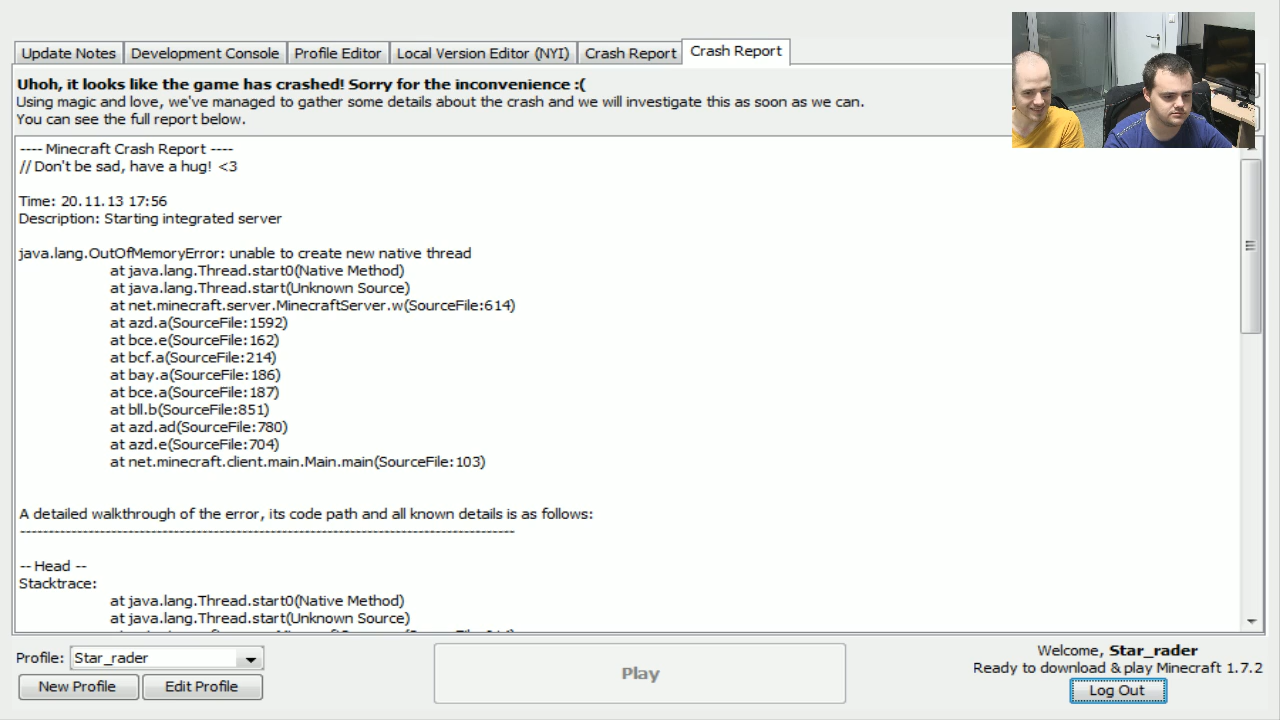 Update Notes
Development Console
Profile Editor
Local Version Editor (NYI)
Crash Report
Crash Report
Uhoh, it looks like the game has crashed! Sorry for the inconvenience :(
Using magic and love, we've managed to gather some details about the crash and we will investigate this as soon as we can.
You can see the full report below.
---- Minecraft Crash Report ----
// Don't be sad, have a hug! <3
Time: 20.11.13 17:56
Description: Starting integrated server
java.lang.OutOfMemoryError: unable to create new native thread
at java.lang.Thread.start0(Native Method)
at java.lang.Thread.start(Unknown Source)
at net.minecraft.server.MinecraftServer.w(SourceFile:614)
at azd.a(SourceFile:1592)
at bce.e(SourceFile:162)
at bcf.a(SourceFile:214)
at bay.a(SourceFile:186)
at bce.a(SourceFile:187)
at bll.b(SourceFile:851)
at azd.ad(SourceFile:780)
at azd.e(SourceFile:704)
at net.minecraft.client.main.Main.main(SourceFile:103)
A detailed walkthrough of the error, its code path and all known details is as follows:
---------------------------------------------------------------------------------------
-- Head --
Stacktrace:
at java.lang.Thread.start0(Native Method)
at java.lang.Thread.start(Unknown Source)
Profile: Star_rader
New Profile
Edit Profile
Play
Welcome, Star_rader
Ready to download & play Minecraft 1.7.2
Log Out